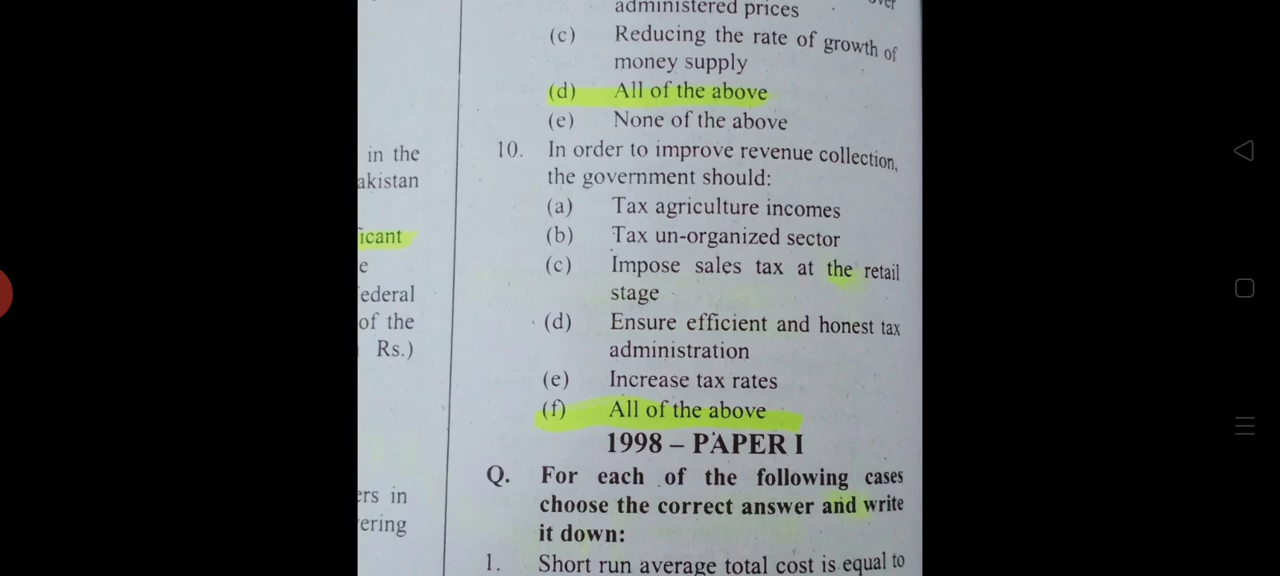 in the
akistan
icant
e
ederal
of the
Rs.)
ers in
ering
administered prices
over
(c) Reducing the rate of growth of
money supply
(d) All of the above
(e) None of the above
10. In order to improve revenue collection,
the government should:
(a) Tax agriculture incomes
(b) Tax un-organized sector
(c) Impose sales tax at the retail
stage
(d) Ensure efficient and honest tax
administration
(e) Increase tax rates
(f) All of the above
1998 – PAPER I
Q. For each of the following cases
choose the correct answer and write
it down:
1. Short run average total cost is equal to